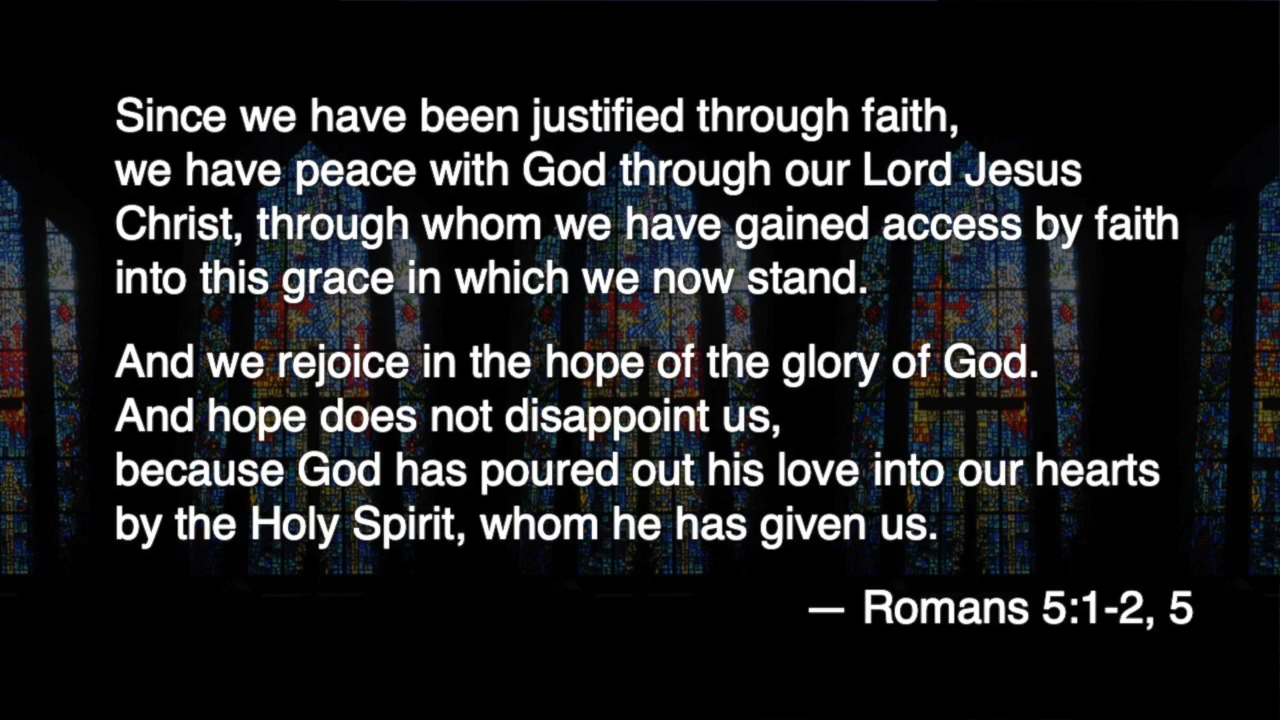 Since we have been justified through faith,
we have peace with God through our Lord Jesus
Christ, through whom we have gained access by faith
into this grace in which we now stand.
And we rejoice in the hope of the glory of God.
And hope does not disappoint us,
because God has poured out his love into our hearts
by the Holy Spirit, whom he has given us.
— Romans 5:1-2, 5